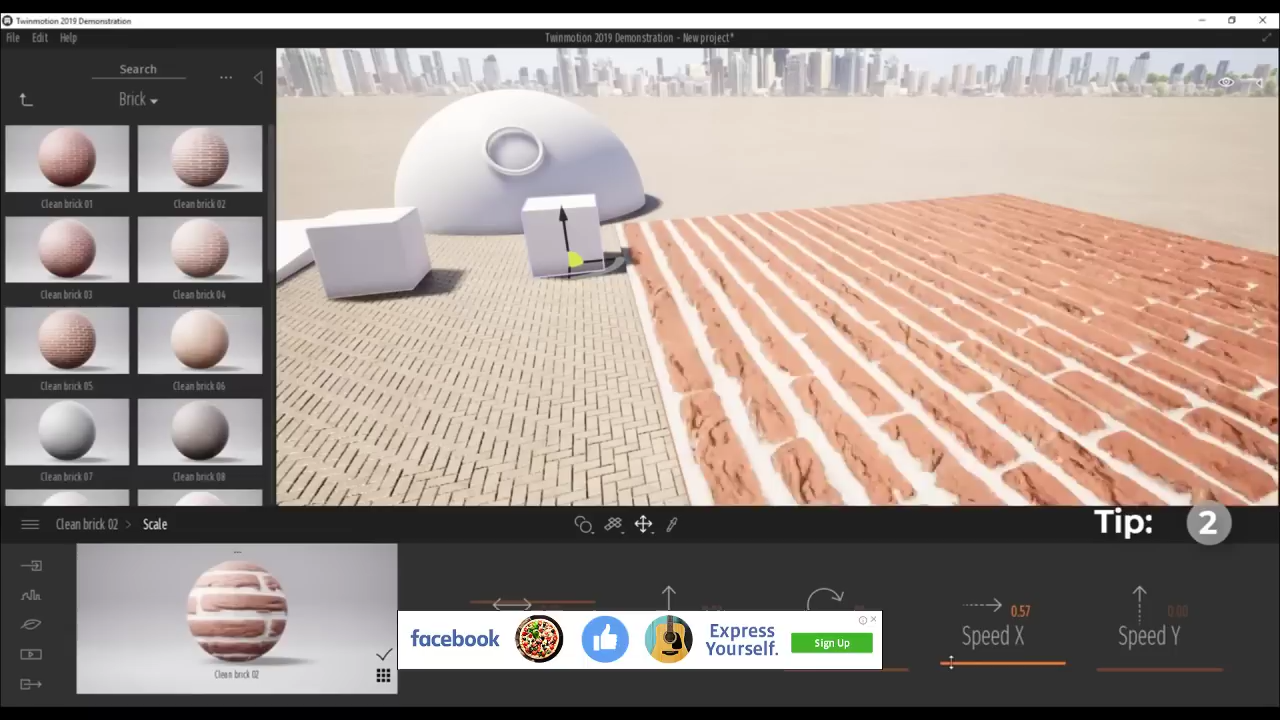 Twinmotion 2019 Demonstration
File Edit Help
Twinmotion 2019 Demonstration - New project*
Search
...
Brick
Clean brick 01
Clean brick 02
Clean brick 03
Clean brick 04
Clean brick 05
Clean brick 06
Clean brick 07
Clean brick 08
Clean brick 02 > Scale
Tip: 2
Clean brick 02
0.57
Speed X
0.00
Speed Y
facebook
Express
Yourself.
Sign Up